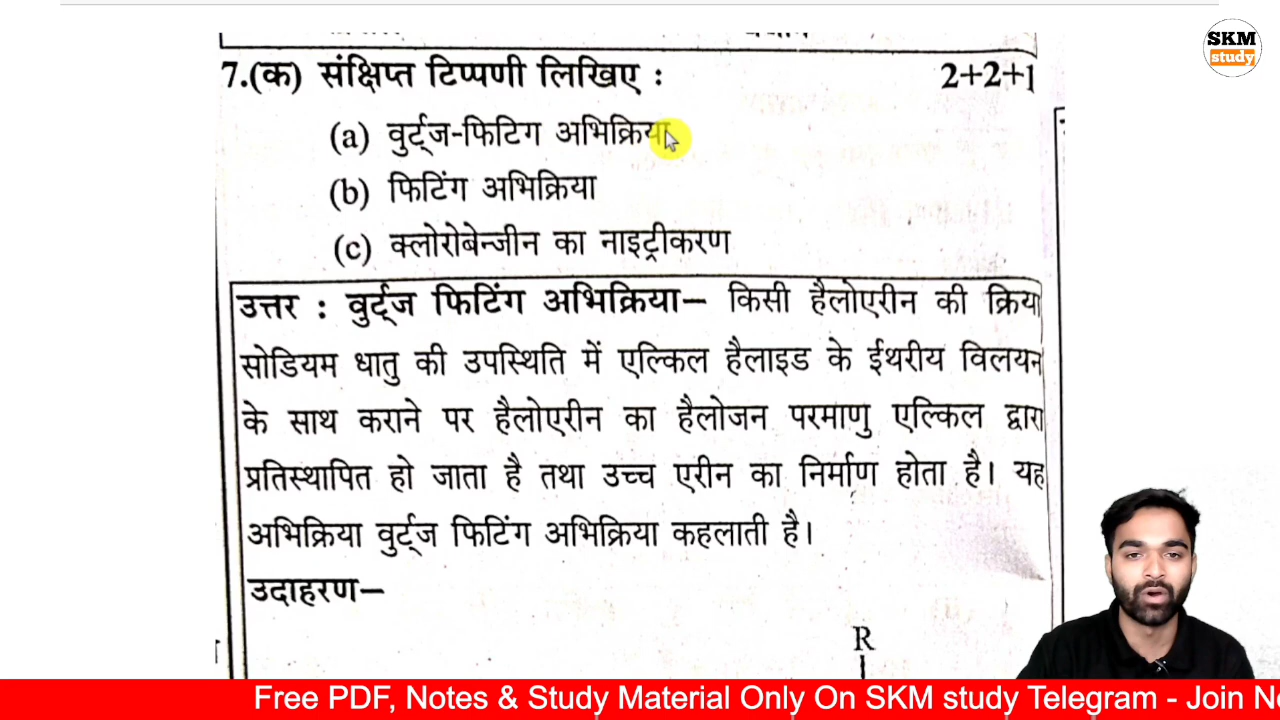 SKM
study
7.(क) संक्षिप्त टिप्पणी लिखिए : 2+2+1
(a) वुर्ट्ज-फिटिग अभिक्रिया
(b) फिटिंग अभिक्रिया
(c) क्लोरोबेन्जीन का नाइट्रीकरण
उत्तर : वुर्ट्ज फिटिंग अभिक्रिया– किसी हैलोएरीन की क्रिया
सोडियम धातु की उपस्थिति में एल्किल हैलाइड के ईथरीय विलयन
के साथ कराने पर हैलोएरीन का हैलोजन परमाणु एल्किल द्वारा
प्रतिस्थापित हो जाता है तथा उच्च एरीन का निर्माण होता है। यह
अभिक्रिया वुर्ट्ज फिटिंग अभिक्रिया कहलाती है।
उदाहरण–
R
Free PDF, Notes & Study Material Only On SKM study Telegram - Join